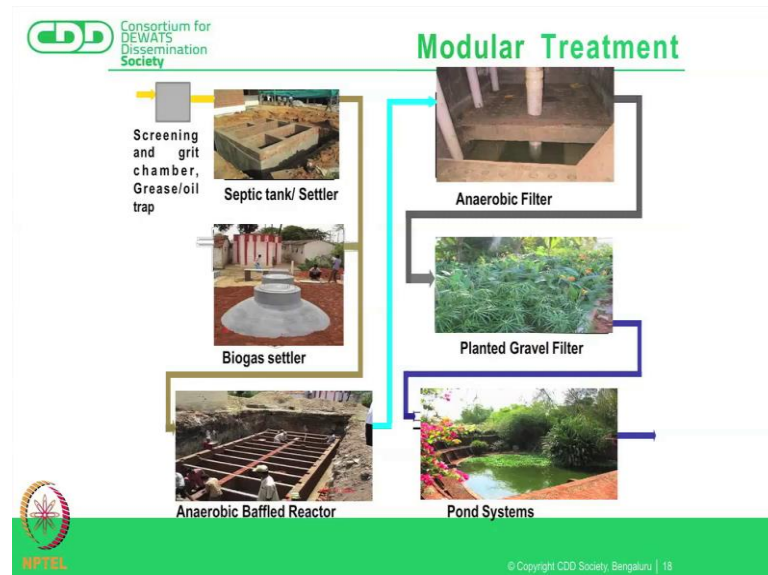 CDD
Consortium for
DEWATS
Dissemination
Society
Modular Treatment
Screening
and grit
chamber,
Grease/oil
trap
Septic tank/ Settler
Biogas settler
Anaerobic Baffled Reactor
Anaerobic Filter
Planted Gravel Filter
Pond Systems
NPTEL
© Copyright CDD Society, Bengaluru | 18